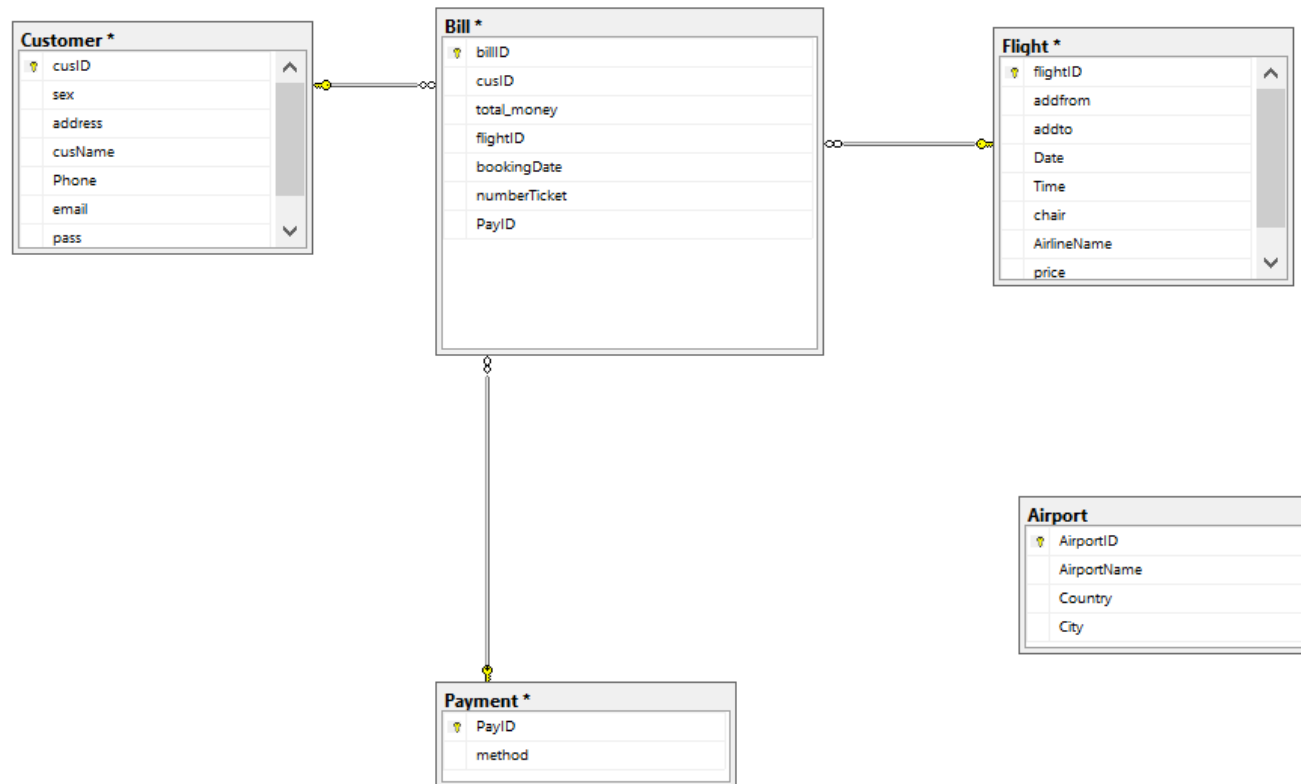 Customer *
cusID
sex
address
cusName
Phone
email
pass
Bill *
billID
cusID
total_money
flightID
bookingDate
numberTicket
PayID
Flight *
flightID
addfrom
addto
Date
Time
chair
AirlineName
price
Airport
AirportID
AirportName
Country
City
Payment *
PayID
method